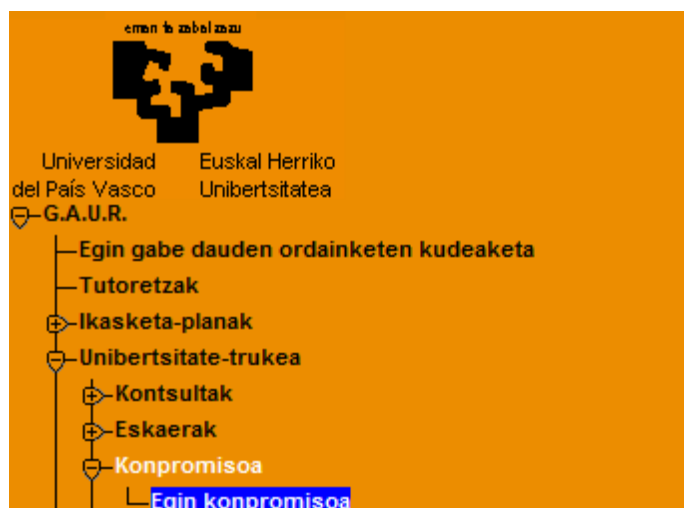 eman ta zabal zazu
Universidad Euskal Herriko
del País Vasco Unibertsitatea
G.A.U.R.
Egin gabe dauden ordainketen kudeaketa
Tutoretzak
Ikasketa-planak
Unibertsitate-trukea
Kontsultak
Eskaerak
Konpromisoa
Egin konpromisoa